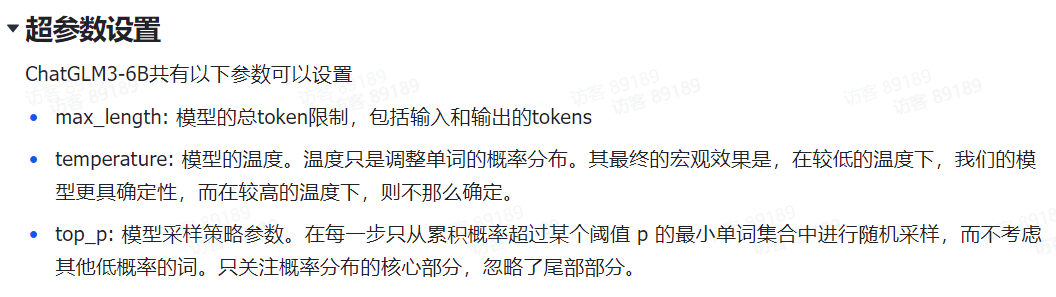 超参数设置
ChatGLM3-6B共有以下参数可以设置
max_length: 模型的总token限制，包括输入和输出的tokens
temperature: 模型的温度。温度只是调整单词的概率分布。其最终的宏观效果是，在较低的温度下，我们的模
型更具确定性，而在较高的温度下，则不那么确定。
top_p: 模型采样策略参数。在每一步只从累积概率超过某个阈值 p 的最小单词集合中进行随机采样，而不考虑
其他低概率的词。只关注概率分布的核心部分，忽略了尾部部分。
访客 89189